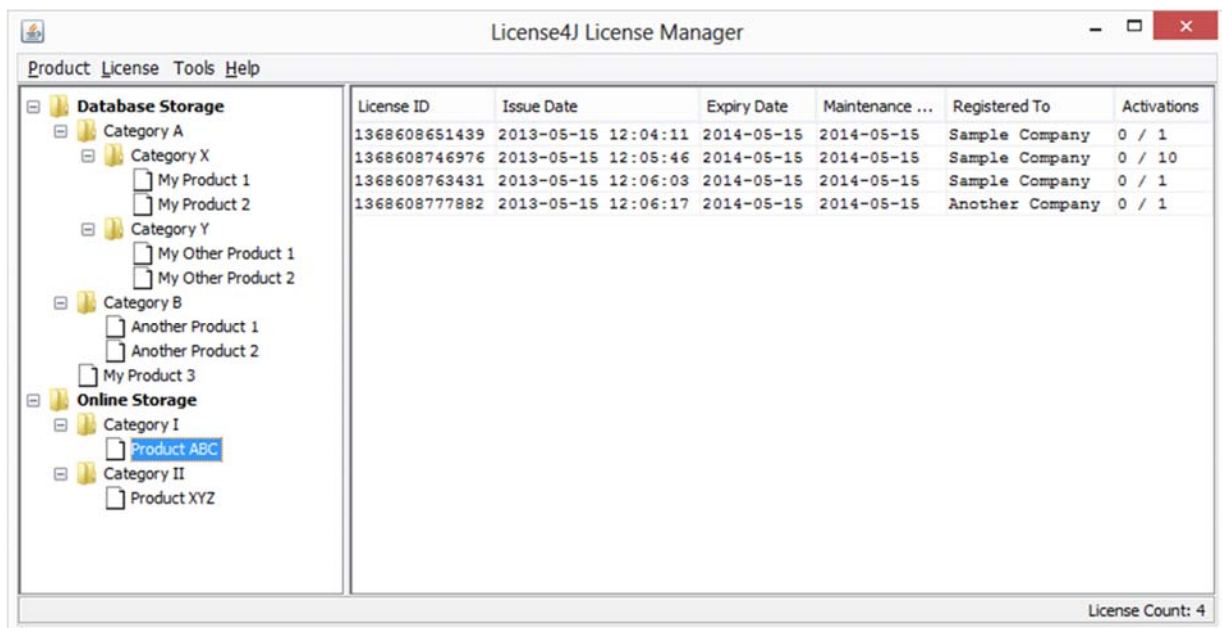 License4J License Manager
Product License Tools Help
Database Storage
Category A
Category X
My Product 1
My Product 2
Category Y
My Other Product 1
My Other Product 2
Category B
Another Product 1
Another Product 2
My Product 3
Online Storage
Category I
Product ABC
Category II
Product XYZ
License ID Issue Date Expiry Date Maintenance ... Registered To Activations
1368608651439 2013-05-15 12:04:11 2014-05-15 2014-05-15 Sample Company 0 / 1
1368608746976 2013-05-15 12:05:46 2014-05-15 2014-05-15 Sample Company 0 / 10
1368608763431 2013-05-15 12:06:03 2014-05-15 2014-05-15 Sample Company 0 / 1
1368608777882 2013-05-15 12:06:17 2014-05-15 2014-05-15 Another Company 0 / 1
License Count: 4